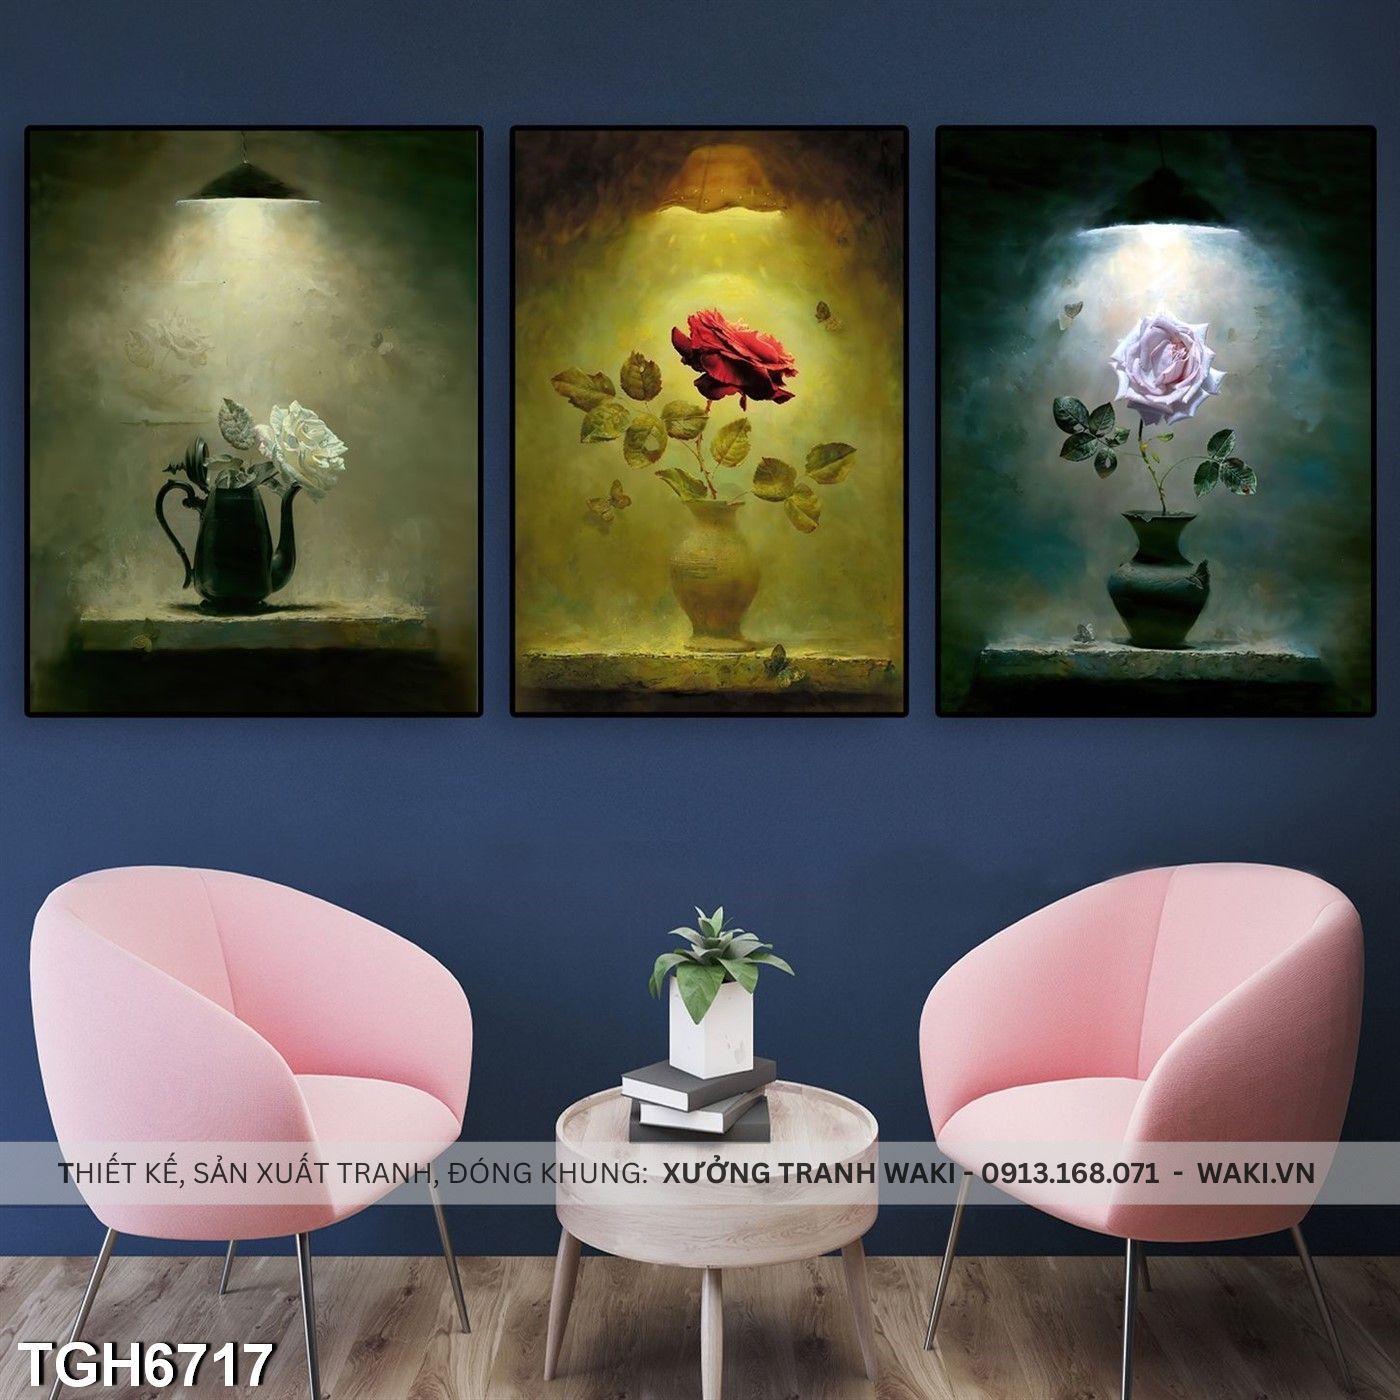 THIẾT KẾ, SẢN XUẤT TRANH, ĐÓNG KHUNG: XƯỞNG TRANH WAKI - 0913.168.071 - WAKI.VN
TGH6717